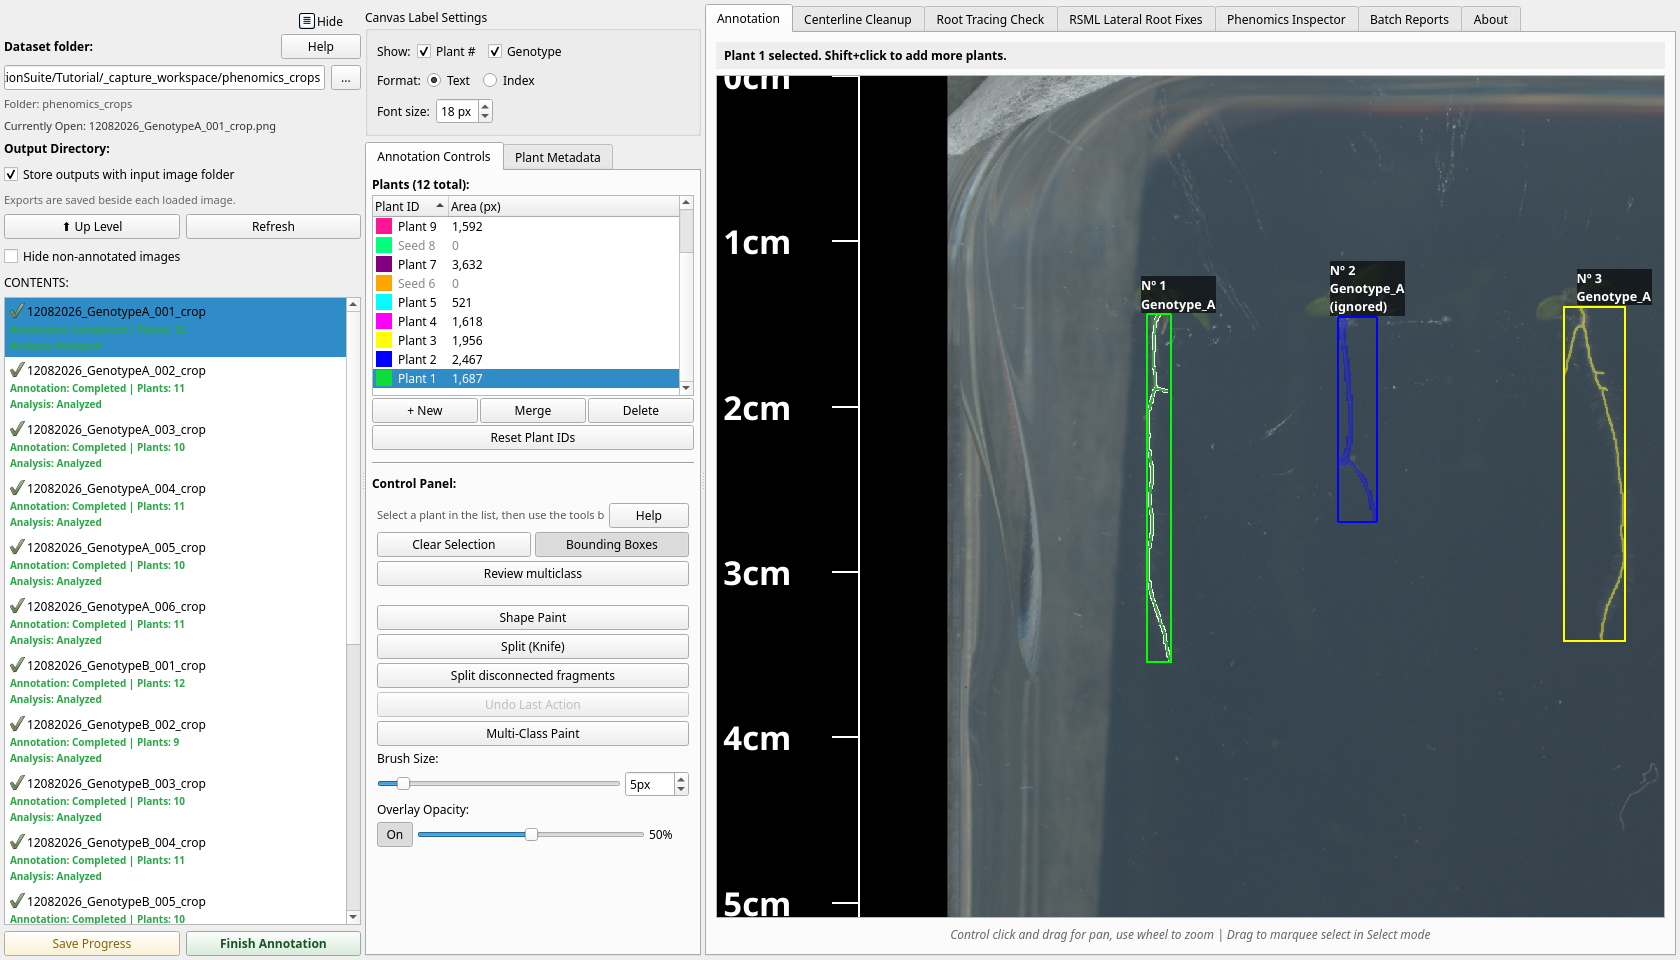 Hide
Dataset folder:
Help
ionSuite/Tutorial/_capture_workspace/phenomics_crops
...
Folder: phenomics_crops
Currently Open: 12082026_GenotypeA_001_crop.png
Output Directory:
Store outputs with input image folder
Exports are saved beside each loaded image.
Up Level
Refresh
Hide non-annotated images
CONTENTS:
12082026_GenotypeA_001_crop
Annotation: Completed | Plants: 12
Analysis: Analyzed
12082026_GenotypeA_002_crop
Annotation: Completed | Plants: 11
Analysis: Analyzed
12082026_GenotypeA_003_crop
Annotation: Completed | Plants: 10
Analysis: Analyzed
12082026_GenotypeA_004_crop
Annotation: Completed | Plants: 11
Analysis: Analyzed
12082026_GenotypeA_005_crop
Annotation: Completed | Plants: 10
Analysis: Analyzed
12082026_GenotypeA_006_crop
Annotation: Completed | Plants: 11
Analysis: Analyzed
12082026_GenotypeB_001_crop
Annotation: Completed | Plants: 12
Analysis: Analyzed
12082026_GenotypeB_002_crop
Annotation: Completed | Plants: 9
Analysis: Analyzed
12082026_GenotypeB_003_crop
Annotation: Completed | Plants: 10
Analysis: Analyzed
12082026_GenotypeB_004_crop
Annotation: Completed | Plants: 11
Analysis: Analyzed
12082026_GenotypeB_005_crop
Annotation: Completed | Plants: 10
Save Progress
Finish Annotation
Canvas Label Settings
Show: Plant # Genotype
Format: Text Index
Font size: 18 px
Annotation Controls
Plant Metadata
Plants (12 total):
Plant ID Area (px)
Plant 9 1,592
Seed 8 0
Plant 7 3,632
Seed 6 0
Plant 5 521
Plant 4 1,618
Plant 3 1,956
Plant 2 2,467
Plant 1 1,687
+ New
Merge
Delete
Reset Plant IDs
Control Panel:
Select a plant in the list, then use the tools b
Help
Clear Selection
Bounding Boxes
Review multiclass
Shape Paint
Split (Knife)
Split disconnected fragments
Undo Last Action
Multi-Class Paint
Brush Size:
5px
Overlay Opacity:
On
50%
Annotation
Centerline Cleanup
Root Tracing Check
RSML Lateral Root Fixes
Phenomics Inspector
Batch Reports
About
Plant 1 selected. Shift+click to add more plants.
0cm
1cm
2cm
3cm
4cm
5cm
Nº 1
Genotype_A
Nº 2
Genotype_A
(ignored)
Nº 3
Genotype_A
Control click and drag for pan, use wheel to zoom | Drag to marquee select in Select mode